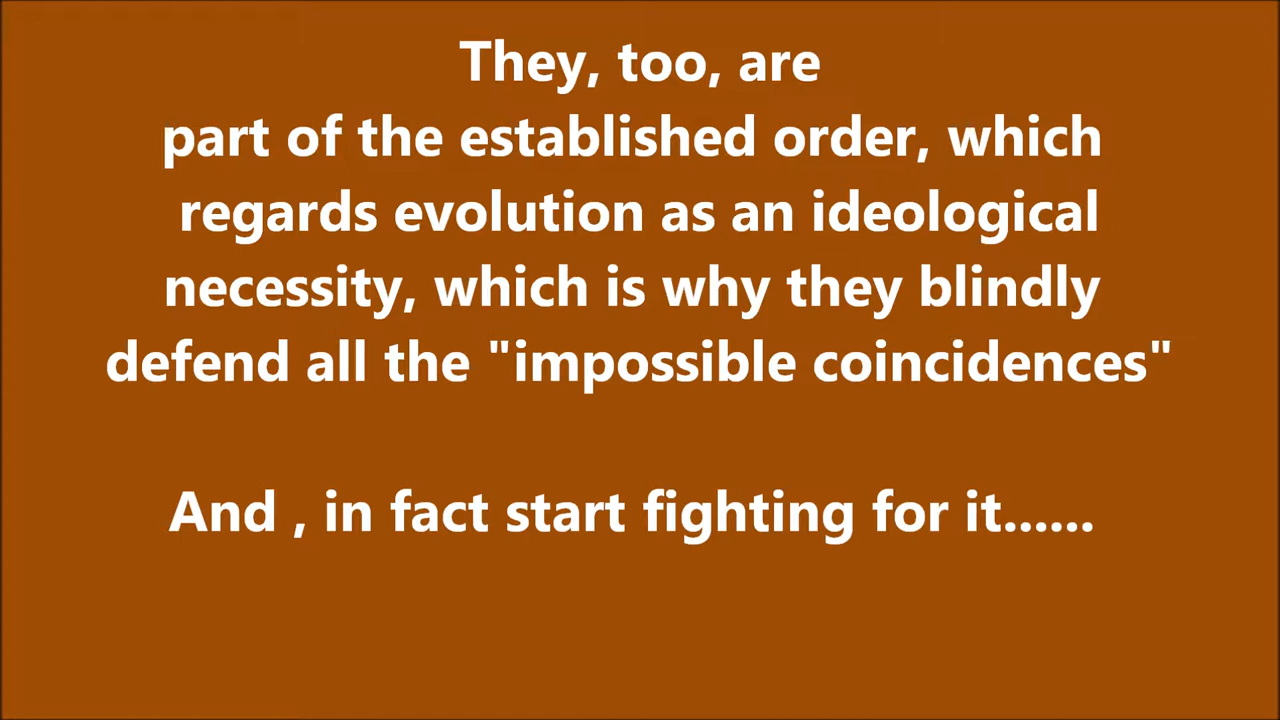 They, too, are
part of the established order, which
regards evolution as an ideological
necessity, which is why they blindly
defend all the "impossible coincidences"
And , in fact start fighting for it......